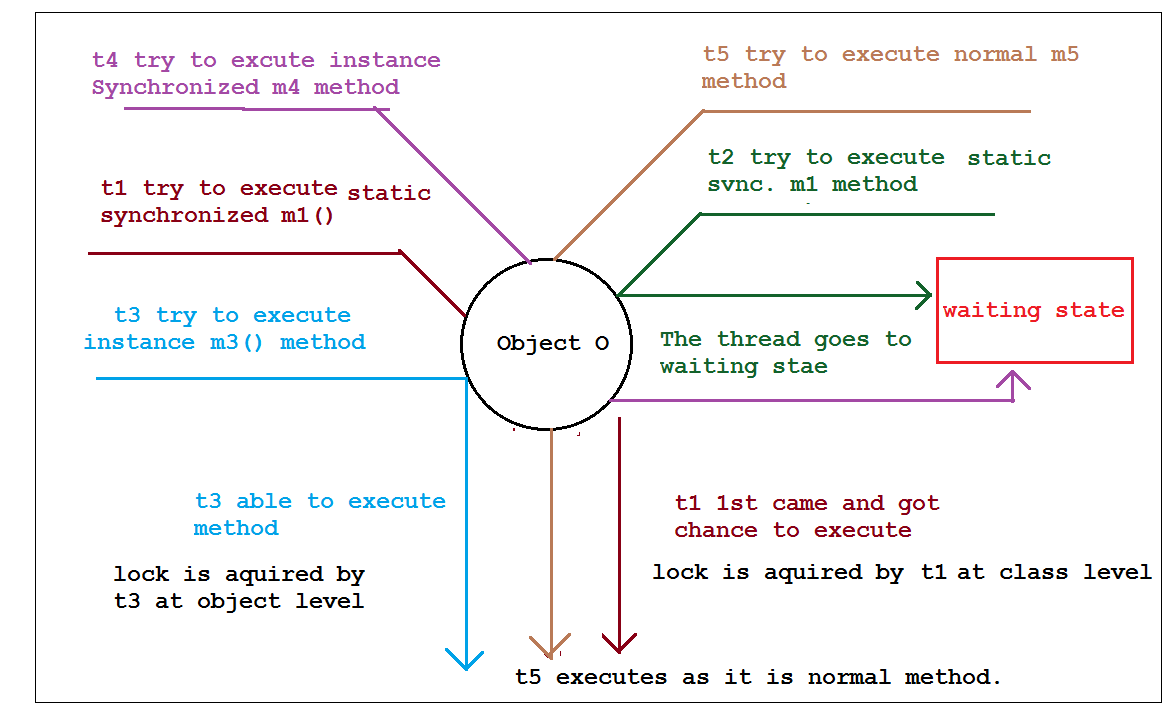 t4 try to excute instance
Synchronized m4 method
t5 try to execute normal m5
method
t2 try to execute static
svnc. m1 method
t1 try to execute static
synchronized m1()
t3 try to execute
instance m3() method
Object O
waiting state
The thread goes to
waiting stae
t3 able to execute
method
lock is aquired by
t3 at object level
t1 1st came and got
chance to execute
lock is aquired by t1 at class level
t5 executes as it is normal method.